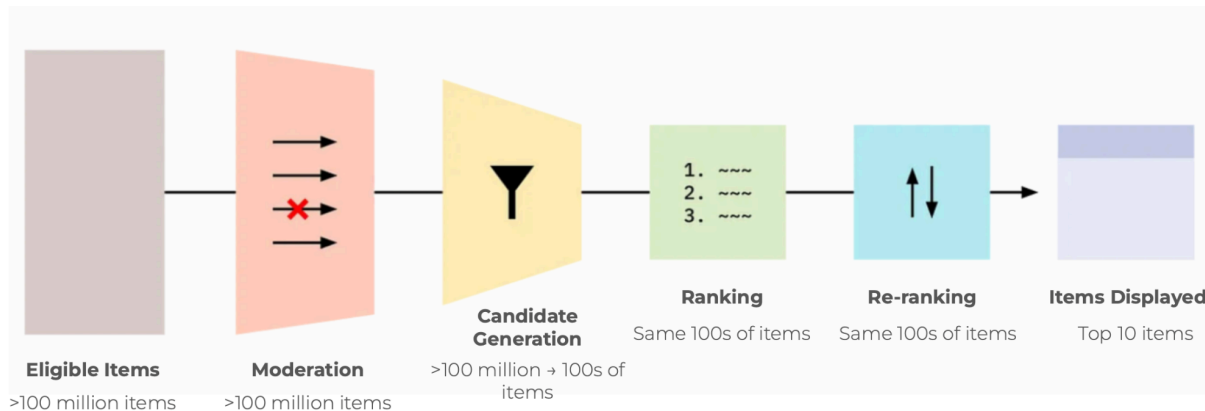 1. ~~~
2. ~~~
3. ~~~
Eligible Items
>100 million items
Moderation
>100 million items
Candidate
Generation
>100 million → 100s of
items
Ranking
Same 100s of items
Re-ranking
Same 100s of items
Items Displayed
Top 10 items